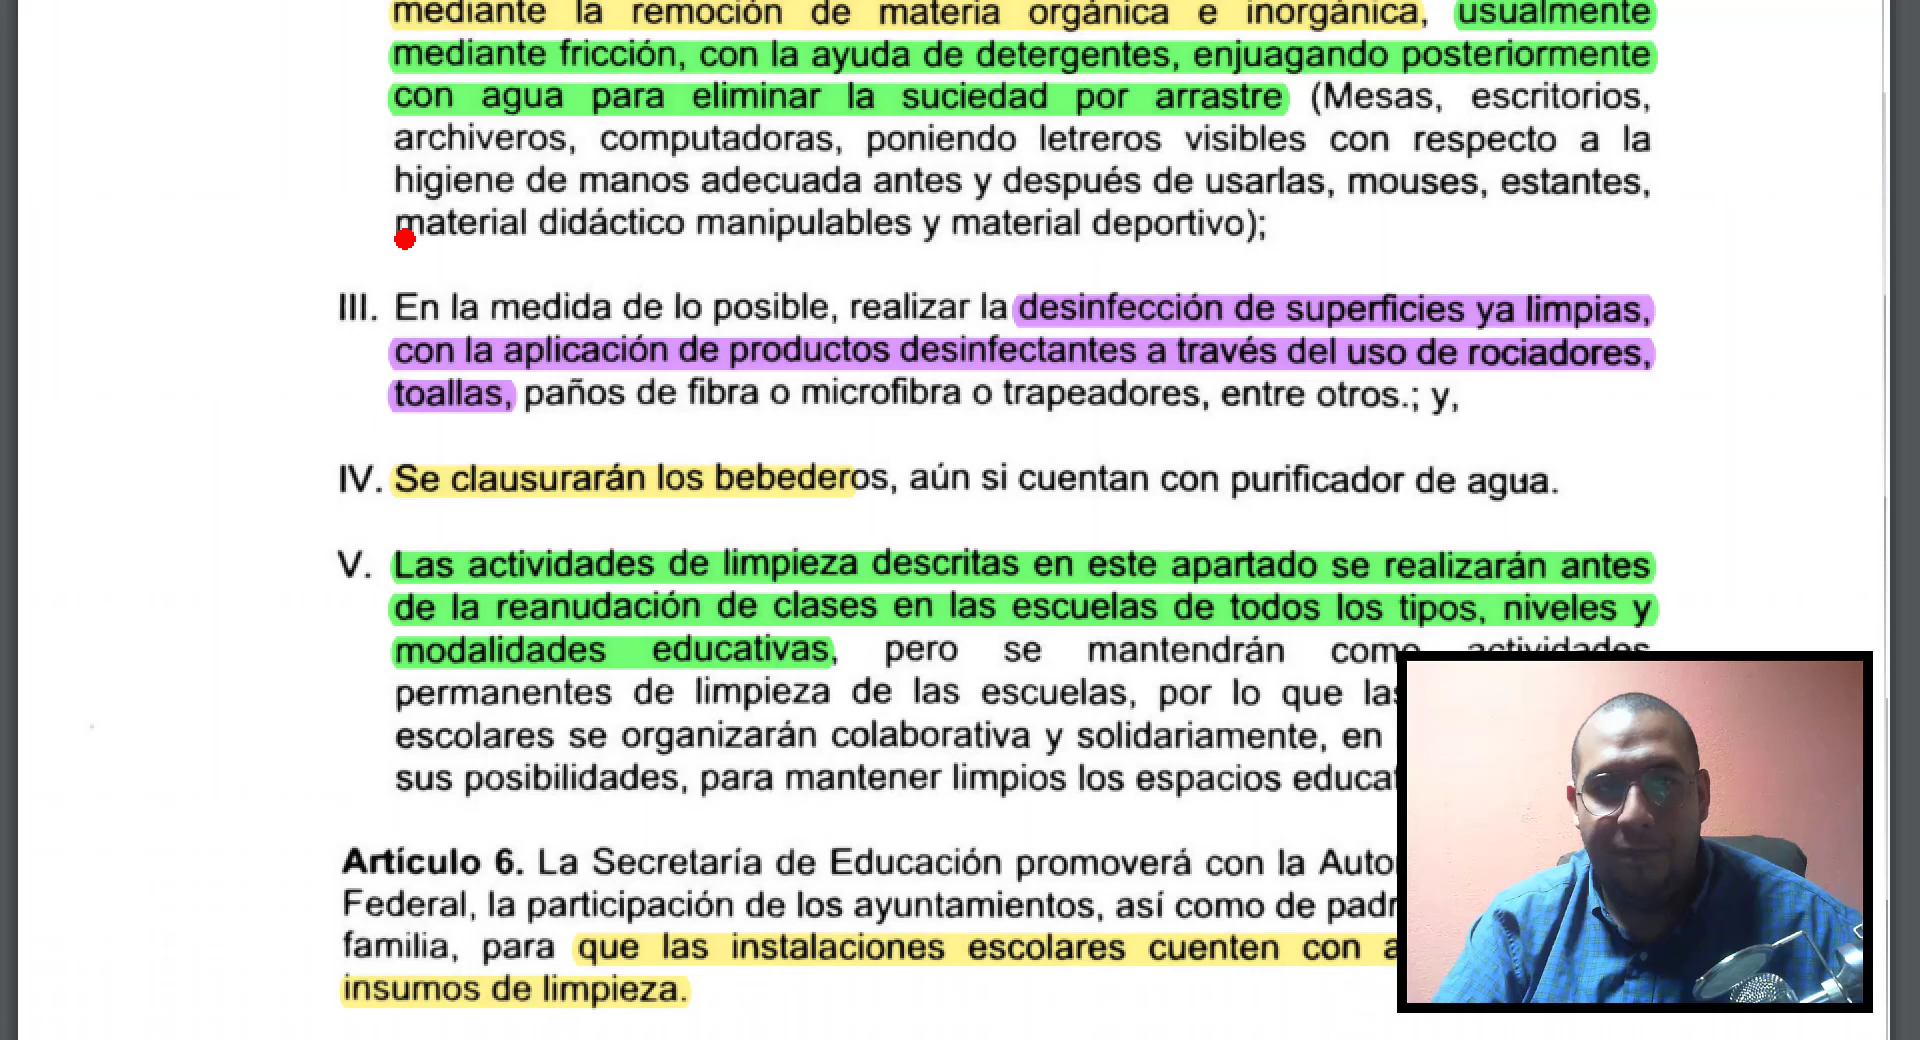 mediante la remoción de materia orgánica e inorgánica, usualmente
mediante fricción, con la ayuda de detergentes, enjuagando posteriormente
con agua para eliminar la suciedad por arrastre (Mesas, escritorios,
archiveros, computadoras, poniendo letreros visibles con respecto a la
higiene de manos adecuada antes y después de usarlas, mouses, estantes,
material didáctico manipulables y material deportivo);
III. En la medida de lo posible, realizar la desinfección de superficies ya limpias,
con la aplicación de productos desinfectantes a través del uso de rociadores,
toallas, paños de fibra o microfibra o trapeadores, entre otros.; y,
IV. Se clausurarán los bebederos, aún si cuentan con purificador de agua.
V. Las actividades de limpieza descritas en este apartado se realizarán antes
de la reanudación de clases en las escuelas de todos los tipos, niveles y
modalidades educativas, pero se mantendrán como actividades
permanentes de limpieza de las escuelas, por lo que las
escolares se organizarán colaborativa y solidariamente, en
sus posibilidades, para mantener limpios los espacios educat
Artículo 6. La Secretaría de Educación promoverá con la Auto
Federal, la participación de los ayuntamientos, así como de padr
familia, para que las instalaciones escolares cuenten con a
insumos de limpieza.